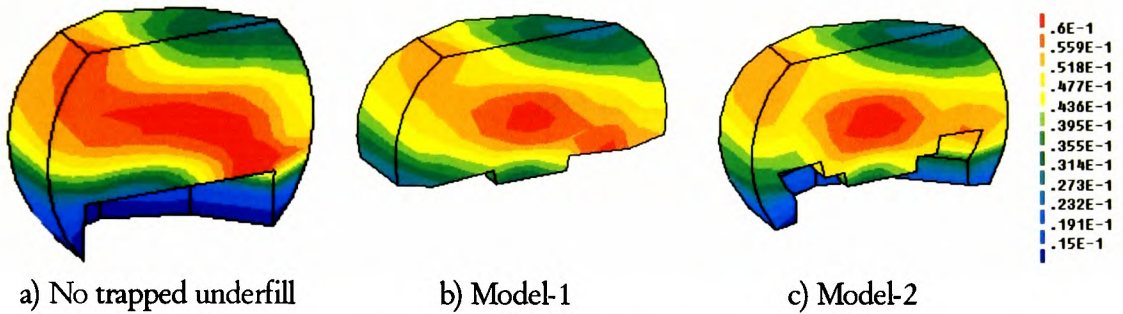 .6E-1
.559E-1
.518E-1
.477E-1
.436E-1
.395E-1
.355E-1
.314E-1
.273E-1
.232E-1
.191E-1
.15E-1
a) No trapped underfill
b) Model-1
c) Model-2